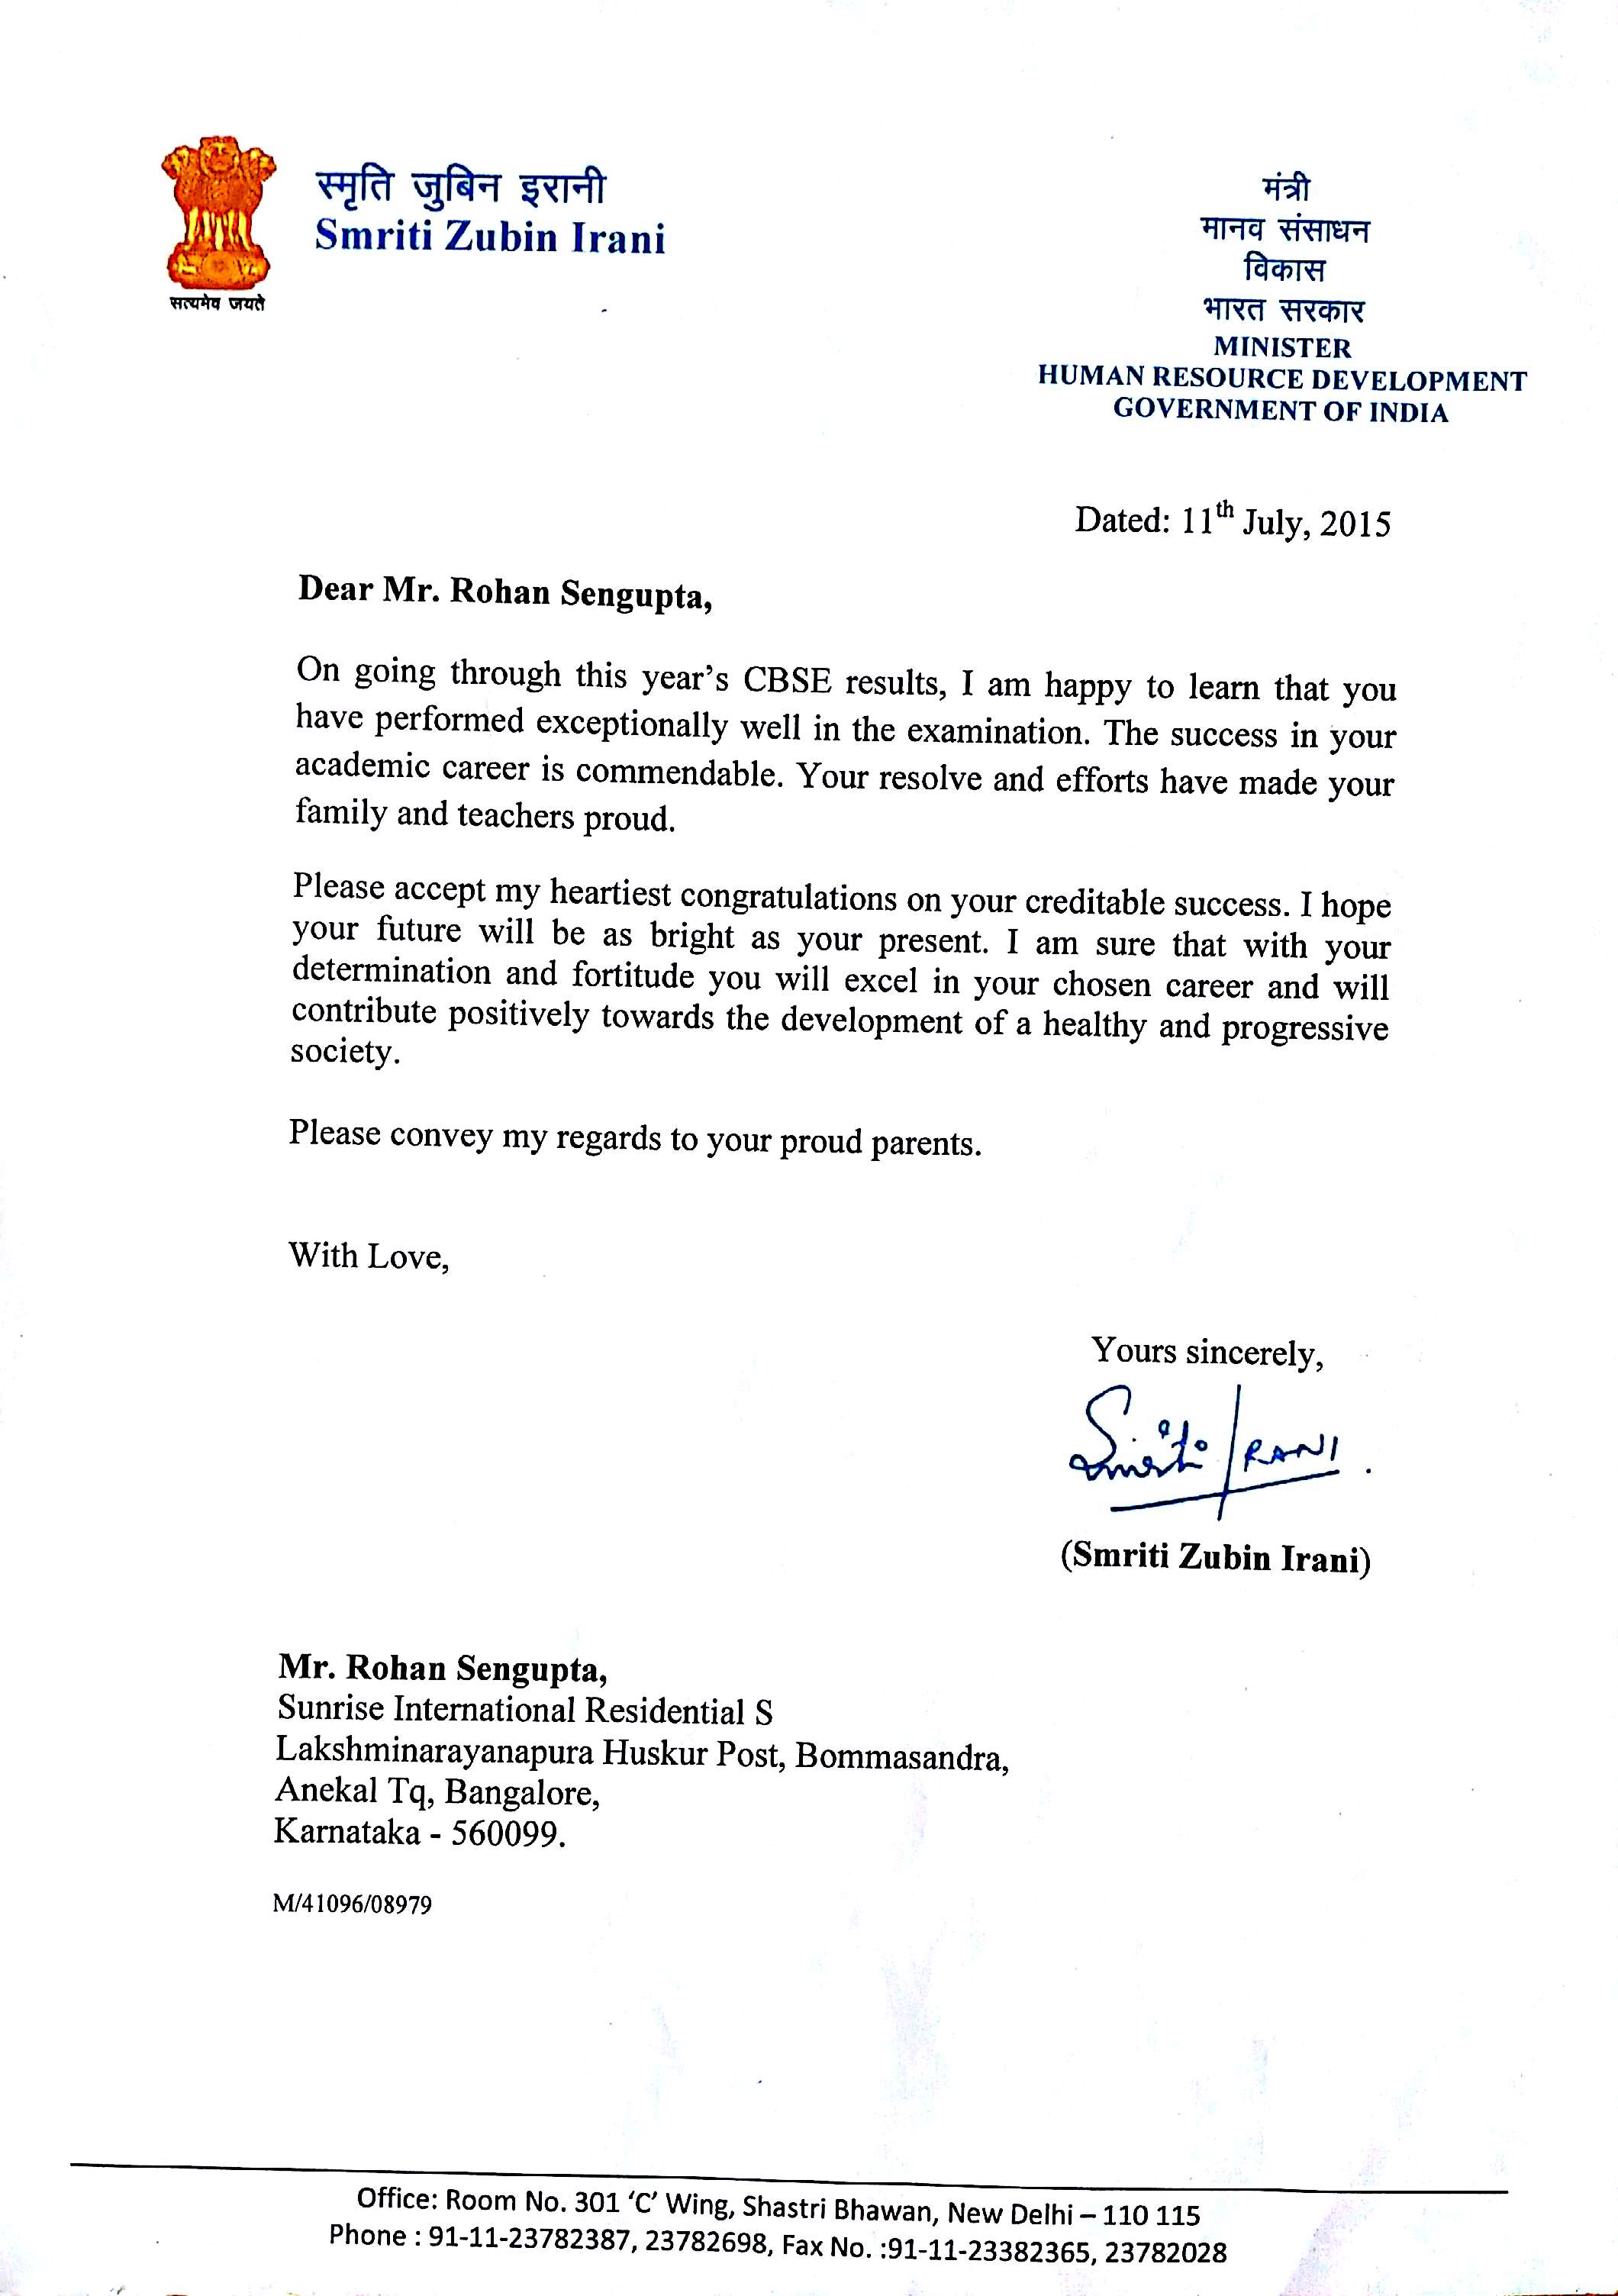 स्मृति जुबिन इरानी
Smriti Zubin Irani
सत्यमेव जयते
मंत्री
मानव संसाधन
विकास
भारत सरकार
MINISTER
HUMAN RESOURCE DEVELOPMENT
GOVERNMENT OF INDIA
Dated: 11th July, 2015
Dear Mr. Rohan Sengupta,
On going through this year’s CBSE results, I am happy to learn that you
have performed exceptionally well in the examination. The success in your
academic career is commendable. Your resolve and efforts have made your
family and teachers proud.
Please accept my heartiest congratulations on your creditable success. I hope
your future will be as bright as your present. I am sure that with your
determination and fortitude you will excel in your chosen career and will
contribute positively towards the development of a healthy and progressive
society.
Please convey my regards to your proud parents.
With Love,
Yours sincerely,
Smriti IRANI.
(Smriti Zubin Irani)
Mr. Rohan Sengupta,
Sunrise International Residential S
Lakshminarayanapura Huskur Post, Bommasandra,
Anekal Tq, Bangalore,
Karnataka - 560099.
M/41096/08979
Office: Room No. 301 ‘C’ Wing, Shastri Bhawan, New Delhi – 110 115
Phone : 91-11-23782387, 23782698, Fax No. :91-11-23382365, 23782028